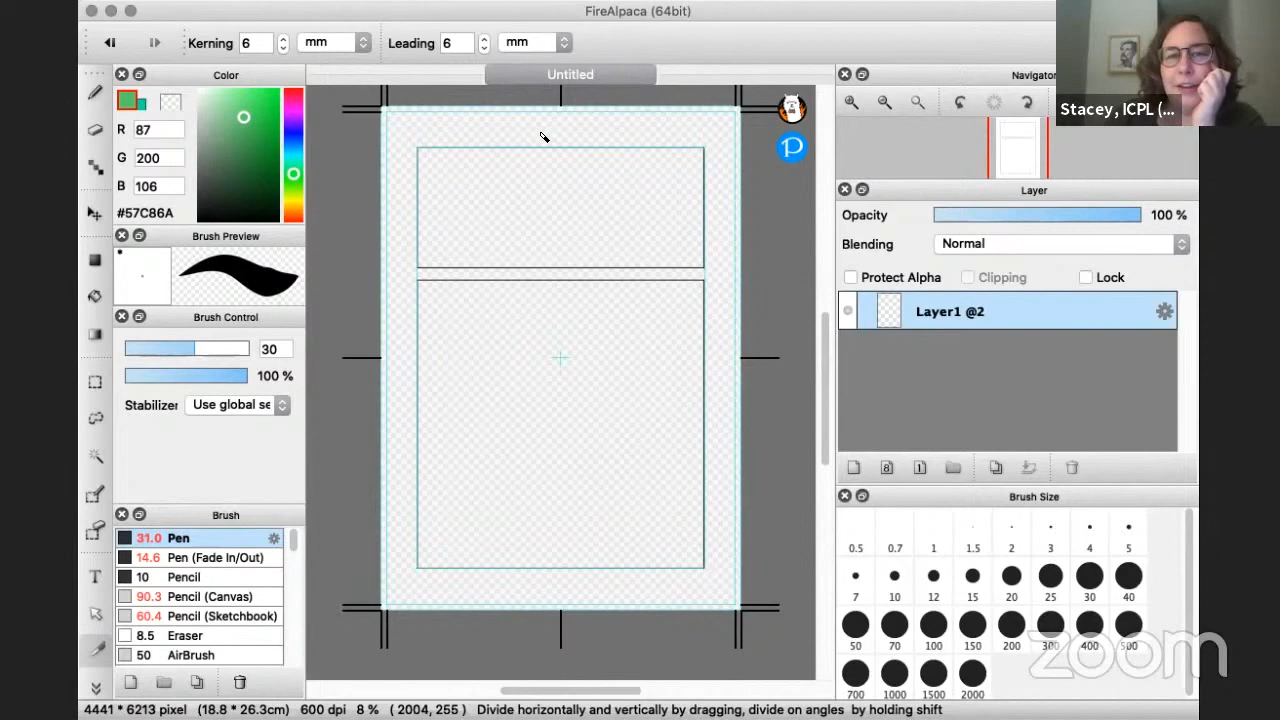 FireAlpaca (64bit)
Kerning 6 mm Leading 6 mm
Stacey, ICPL (...
Color
Untitled
Navigator
R 87
G 200
B 106
#57C86A
Layer
Opacity 100 %
Brush Preview
Blending Normal
Protect Alpha Clipping Lock
Layer1 @2
Brush Control
30
100 %
Stabilizer Use global se
8 1
Brush
Brush Size
31.0 Pen
14.6 Pen (Fade In/Out)
10 Pencil
90.3 Pencil (Canvas)
60.4 Pencil (Sketchbook)
8.5 Eraser
50 AirBrush
0.5 0.7 1 1.5 2 3 4 5
7 10 12 15 20 25 30 40
50 70 100 150 200 300 400 500
700 1000 1500 2000
T
P
zoom
4441 * 6213 pixel (18.8 * 26.3cm) 600 dpi 8 % ( 2004, 255 ) Divide horizontally and vertically by dragging, divide on angles by holding shift